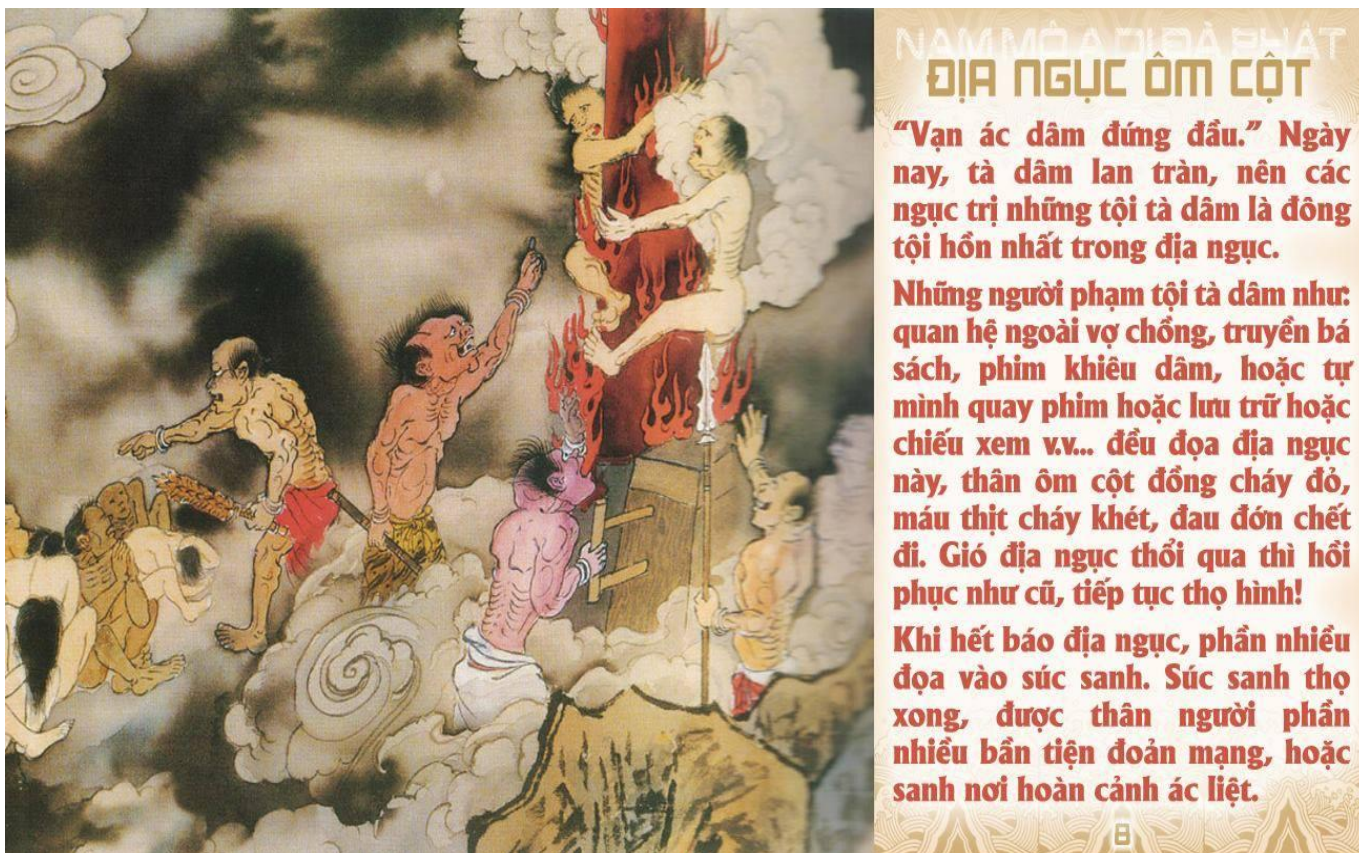 NAM MÔ A DI ĐÀ PHẬT
ĐỊA NGỤC ÔM CỘT
“Vạn ác dâm đứng đầu.” Ngày
nay, tà dâm lan tràn, nên các
ngục trị những tội tà dâm là đông
tội hồn nhất trong địa ngục.
Những người phạm tội tà dâm như:
quan hệ ngoài vợ chồng, truyền bá
sách, phim khiêu dâm, hoặc tự
mình quay phim hoặc lưu trữ hoặc
chiếu xem v.v... đều đọa địa ngục
này, thân ôm cột đồng cháy đỏ,
máu thịt cháy khét, đau đớn chết
đi. Gió địa ngục thổi qua thì hồi
phục như cũ, tiếp tục thọ hình!
Khi hết báo địa ngục, phần nhiều
đọa vào súc sanh. Súc sanh thọ
xong, được thân người phần
nhiều bần tiện đoản mạng, hoặc
sanh nơi hoàn cảnh ác liệt.
8